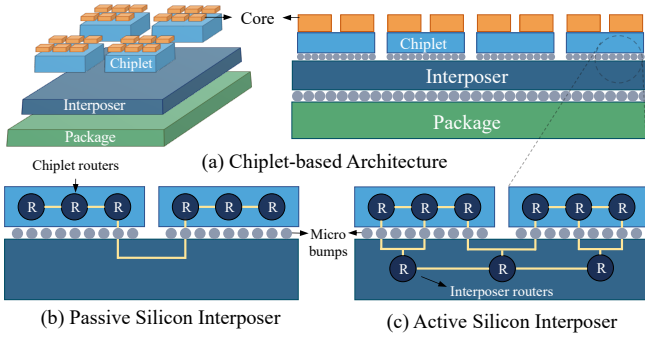 Core
Chiplet
Interposer
Package
Chiplet
Interposer
Package
(a) Chiplet-based Architecture
Chiplet routers
R R R
R R R
Micro
bumps
(b) Passive Silicon Interposer
R R R
R R R
R R R
Interposer routers
(c) Active Silicon Interposer